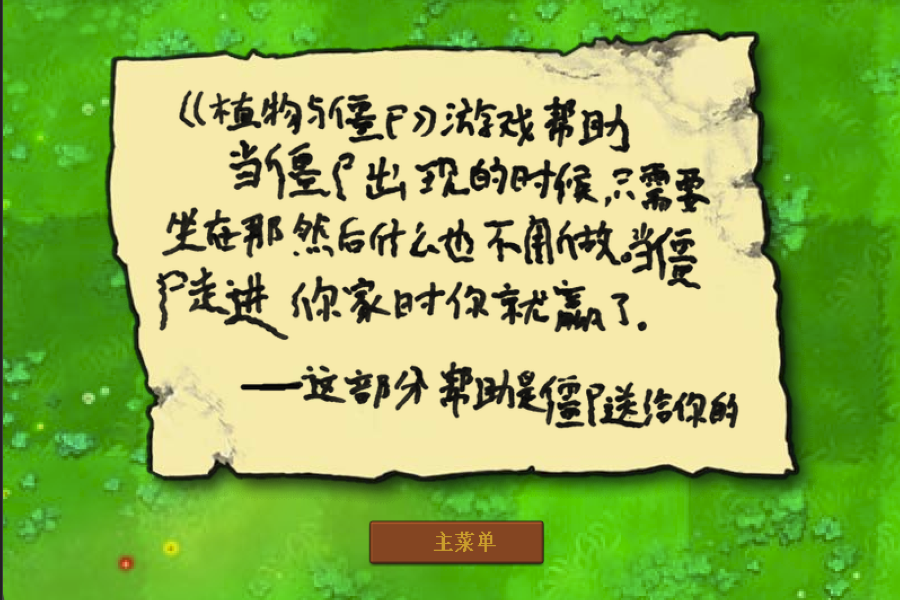 《植物与僵尸》游戏帮助
当僵尸出现的时候,只需要
坐在那然后什么也不用做。当僵
尸走进你家时你就赢了.
——这部分帮助是僵尸送给你的
主菜单